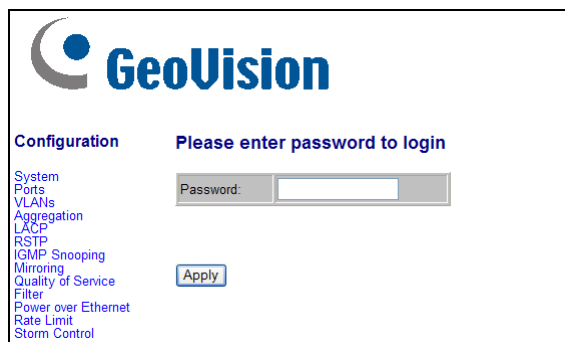 GeoVision
Configuration
Please enter password to login
System
Ports
VLANs
Aggregation
LACP
RSTP
IGMP Snooping
Mirroring
Quality of Service
Filter
Power over Ethernet
Rate Limit
Storm Control
Password:
Apply